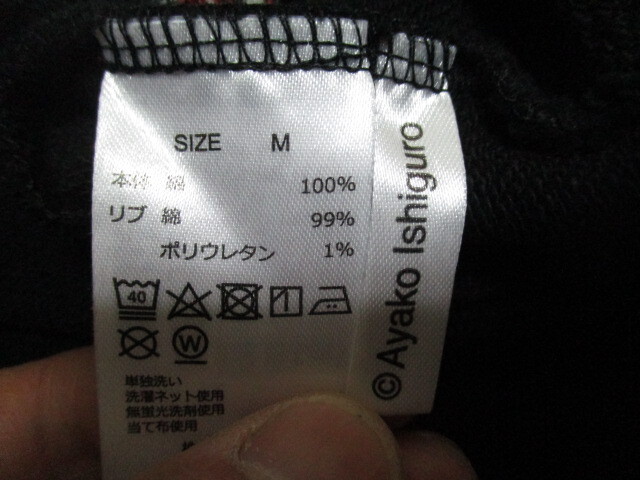 SIZE M
本体 綿 100%
リブ 綿 99%
ポリウレタン 1%
40
W
単独洗い
洗濯ネット使用
無蛍光洗剤使用
当て布使用
© Ayako Ishiguro